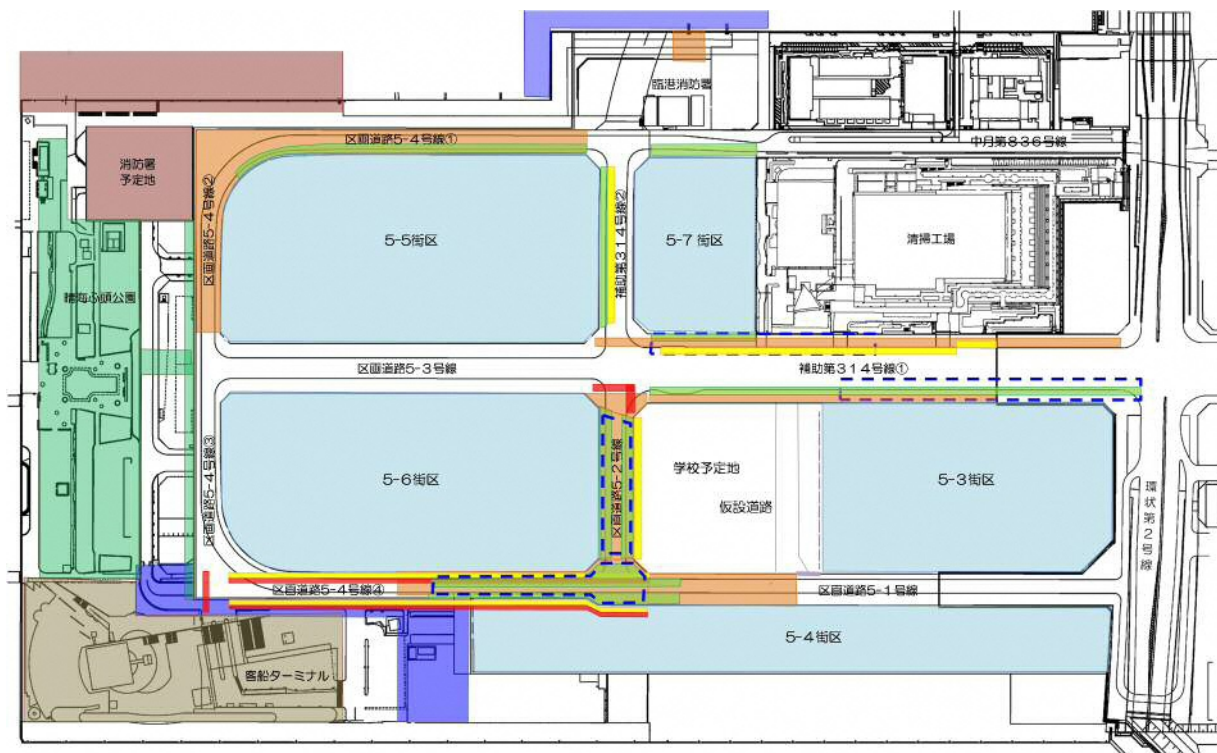 臨港消防署
区画道路5-4号線①
中月第836号線
消防署
予定地
区画道路5-4号線②
補助第314号線②
5-5街区
5-7 街区
清掃工場
晴海ふ頭公園
区画道路5-3号線
補助第314号線①
区画道路5-4号線③
5-6街区
区画道路5-2号線
学校予定地
仮設道路
5-3街区
環状第2号線
区画道路5-4号線④
区画道路5-1号線
5-4街区
客船ターミナル